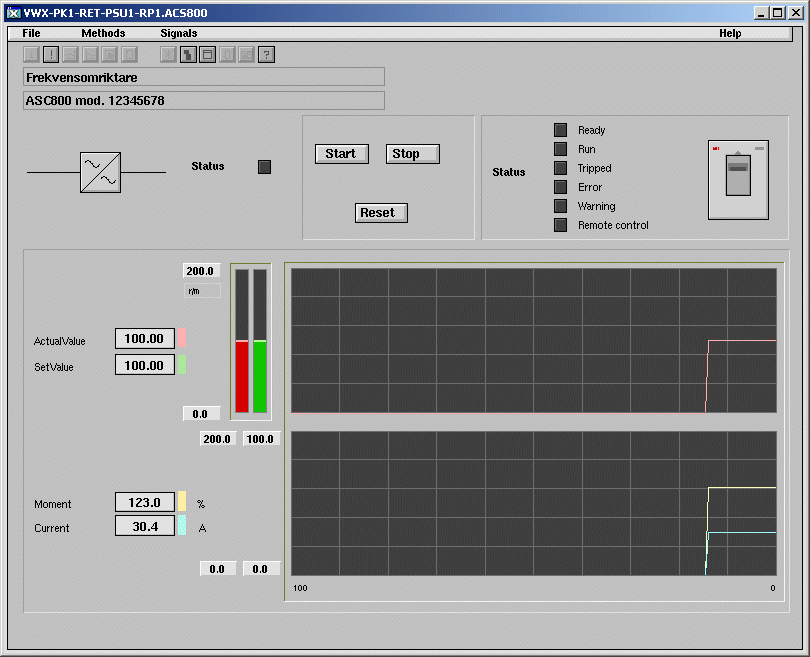 VWX-PK1-RET-PSU1-RP1.ACS800
File Methods Signals Help
! ?
Frekvensomriktare
ASC800 mod. 12345678
Status
Start Stop
Reset
Status
Ready
Run
Tripped
Error
Warning
Remote control
200.0
r/m
ActualValue 100.00
SetValue 100.00
0.0
200.0 100.0
Moment 123.0 %
Current 30.4 A
0.0 0.0
100 0